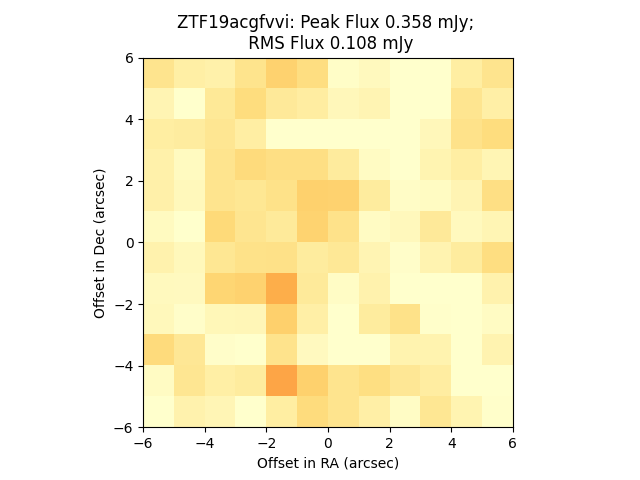 ZTF19acgfvvi: Peak Flux 0.358 mJy;
RMS Flux 0.108 mJy
6
4
2
0
−2
−4
−6
Offset in Dec (arcsec)
−6 −4 −2 0 2 4 6
Offset in RA (arcsec)